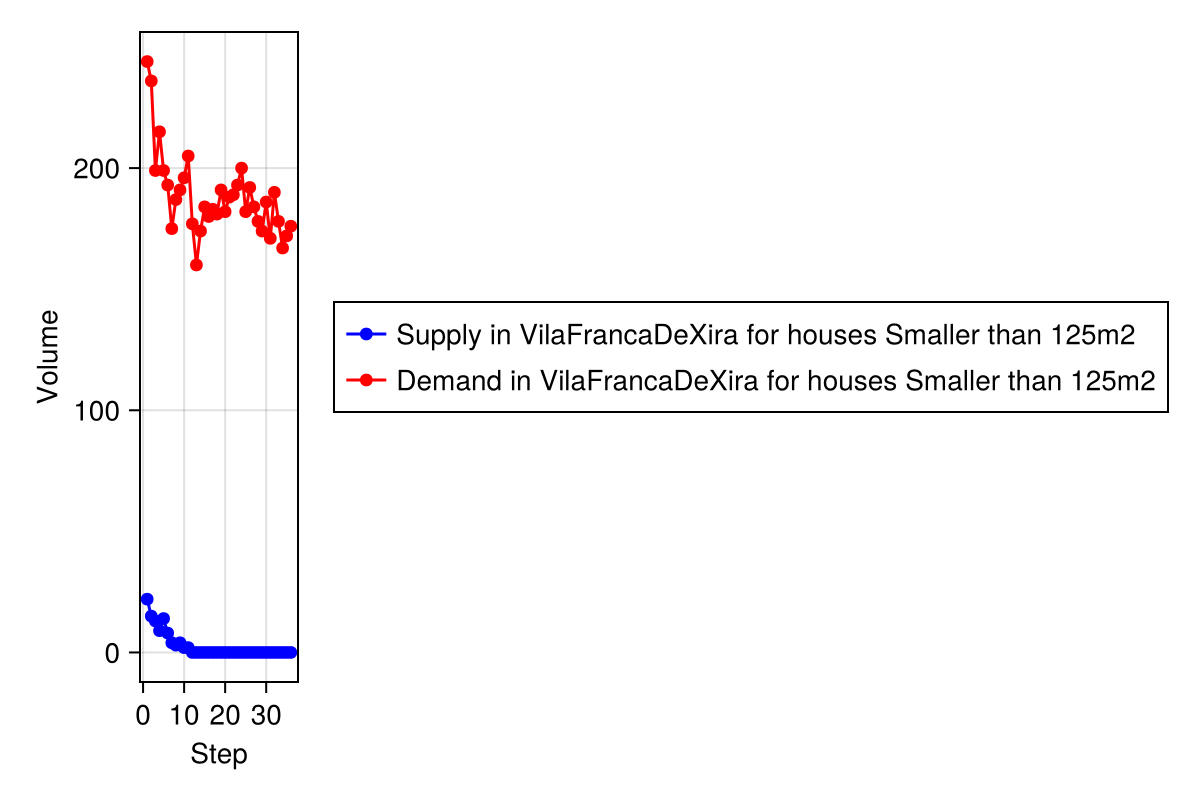 200
100
0
Volume
0 10 20 30
Step
Supply in VilaFrancaDeXira for houses Smaller than 125m2
Demand in VilaFrancaDeXira for houses Smaller than 125m2